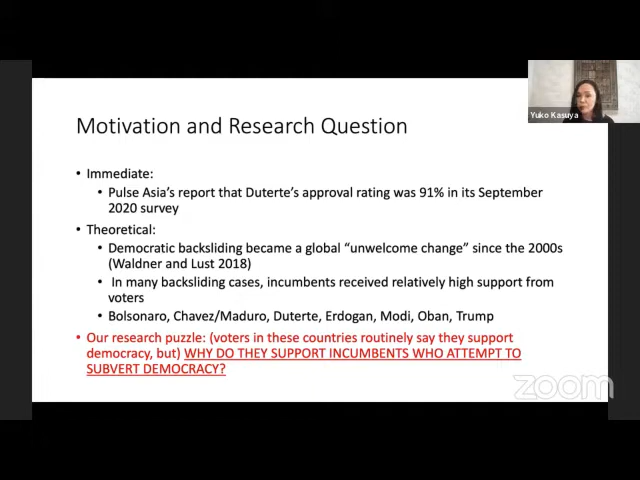 Yuko Kasuya
Motivation and Research Question
• Immediate:
• Pulse Asia's report that Duterte's approval rating was 91% in its September
2020 survey
• Theoretical:
• Democratic backsliding became a global "unwelcome change" since the 2000s
(Waldner and Lust 2018)
• In many backsliding cases, incumbents received relatively high support from
voters
• Bolsonaro, Chavez/Maduro, Duterte, Erdogan, Modi, Oban, Trump
• Our research puzzle: (voters in these countries routinely say they support
democracy, but) WHY DO THEY SUPPORT INCUMBENTS WHO ATTEMPT TO
SUBVERT DEMOCRACY?
zoom